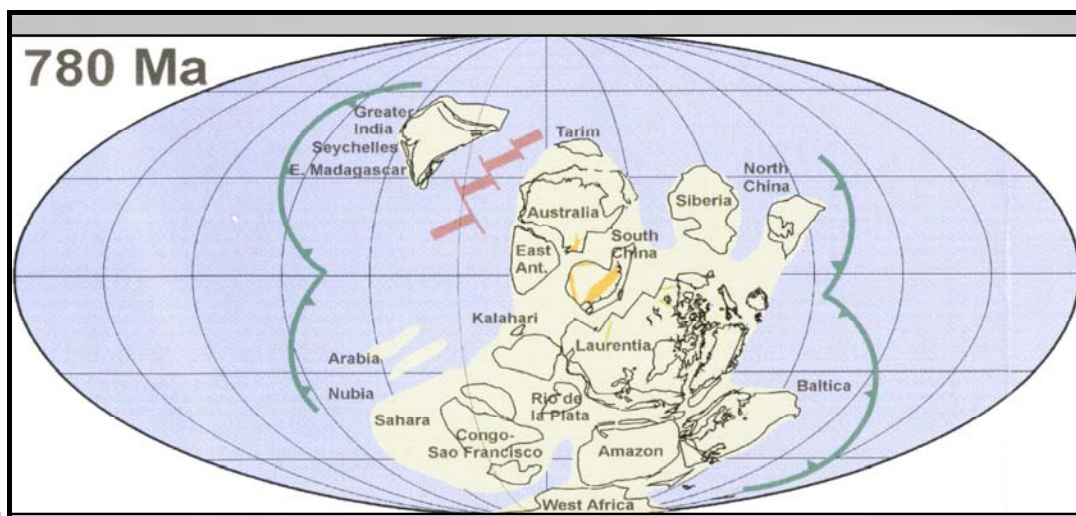 780 Ma
Greater
India
Seychelles
E. Madagascar
Tarim
North
China
Siberia
Australia
South
China
East
Ant.
Kalahari
Laurentia
Arabia
Nubia
Baltica
Sahara
Rio de
la Plata
Congo-
Sao Francisco
Amazon
West Africa